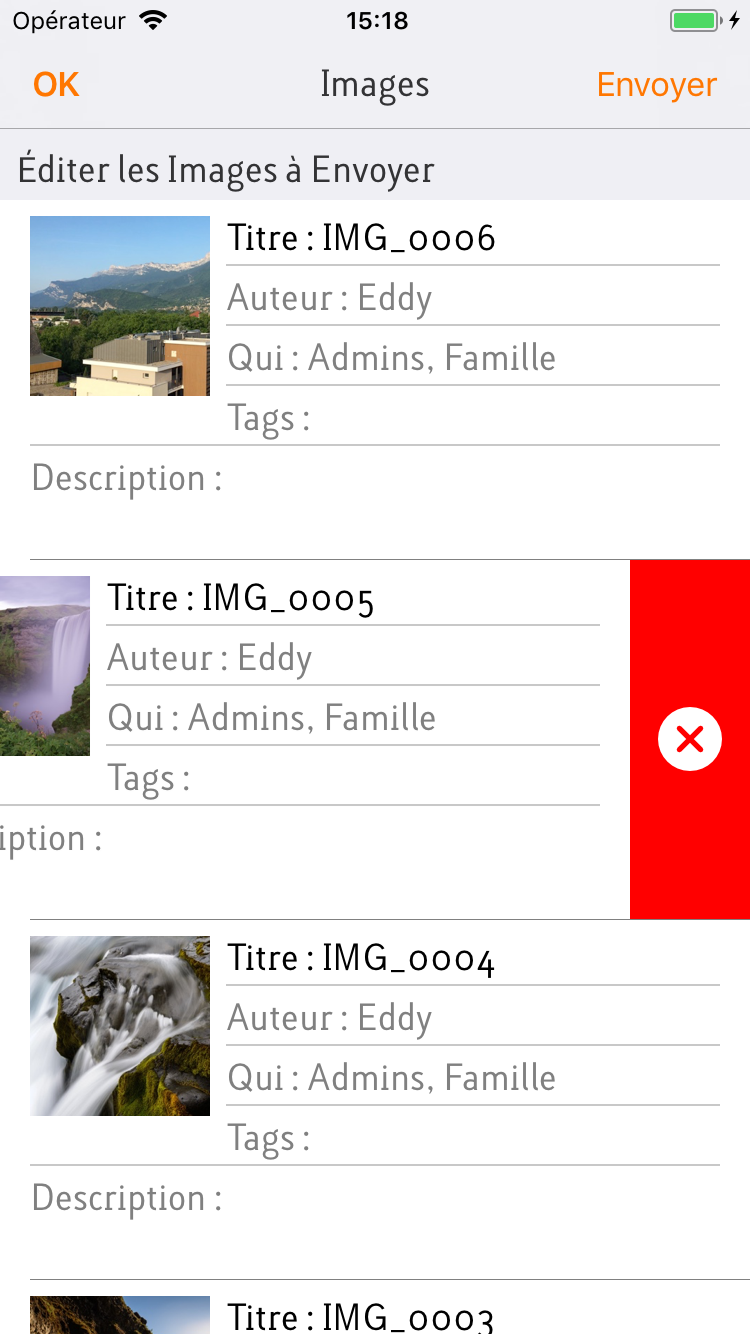 Opérateur 15:18
OK Images Envoyer
Éditer les Images à Envoyer
Titre : IMG_0006
Auteur : Eddy
Qui : Admins, Famille
Tags :
Description :
Titre : IMG_0005
Auteur : Eddy
Qui : Admins, Famille
Tags :
iption :
Titre : IMG_0004
Auteur : Eddy
Qui : Admins, Famille
Tags :
Description :
Titre : IMG_0003